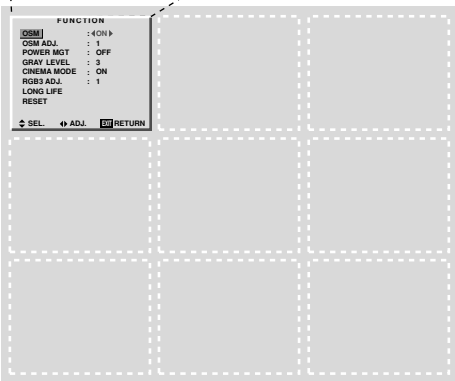 FUNCTION
OSM : ◀ON▶
OSM ADJ. : 1
POWER MGT : OFF
GRAY LEVEL : 3
CINEMA MODE : ON
RGB3 ADJ. : 1
LONG LIFE
RESET
SEL. ADJ. EXIT RETURN